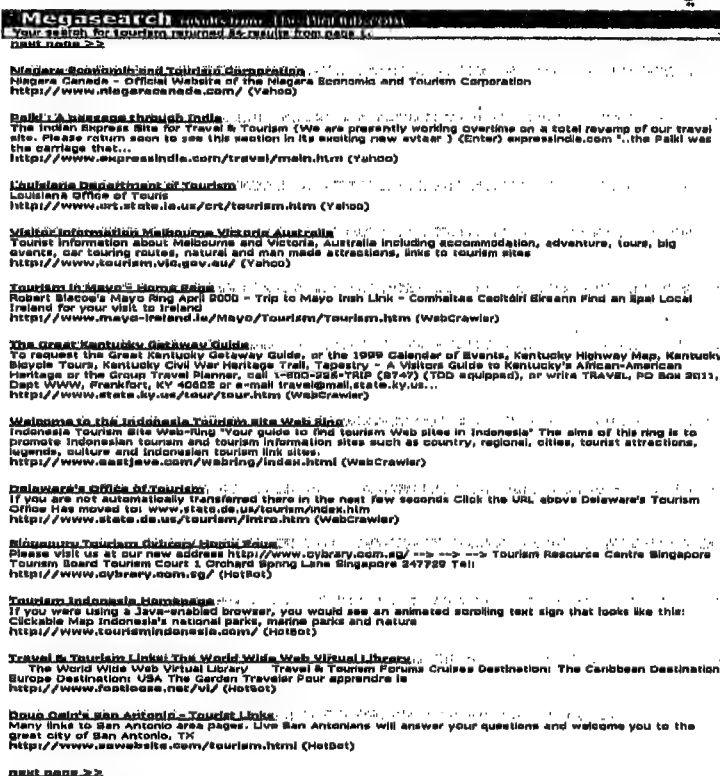 Megasearch results from The Big Hub.com
Your search for tourism returned 84 results from page 1.
next page >>
Niagara Economic and Tourism Corporation
Niagara Canada - Official Website of the Niagara Economic and Tourism Corporation
http://www.niagaracanada.com/ (Yahoo)
Palki : A passage through India
The Indian Express Site for Travel & Tourism (We are presently working overtime on a total revamp of our travel
site. Please return soon to see this section in its exciting new avtaar ) (Enter) expressindia.com "..the Palki was
the carriage that...
http://www.expressindia.com/travel/main.htm (Yahoo)
Louisiana Department of Tourism
Louisiana Office of Touris
http://www.crt.state.la.us/crt/tourism.htm (Yahoo)
Visitor Information Melbourne Victoria Australia
Tourist information about Melbourne and Victoria, Australia including accommodation, adventure, tours, big
events, car touring routes, natural and man made attractions, links to tourism sites
http://www.tourism.vic.gov.au/ (Yahoo)
Tourism in Mayo - Home Page
Robert Blacoe's Mayo Ring April 2000 - Trip to Mayo Irish Link - Comhaltas Ceoltóirí Eireann Find an Epal Local
Ireland for your visit to Ireland
http://www.mayo-ireland.ie/Mayo/Tourism/Tourism.htm (WebCrawler)
The Great Kentucky Getaway Guide
To request the Great Kentucky Getaway Guide, or the 1999 Calendar of Events, Kentucky Highway Map, Kentucky
Bicycle Tours, Kentucky Civil War Heritage Trail, Tapestry - A Visitors Guide to Kentucky's African-American
Heritage or the Group Travel Planner, call 1-800-225-TRIP (8747) (TDD equipped), or write TRAVEL, PO Box 2011,
Dept WWW, Frankfort, KY 40602 or e-mail travel@mail.state.ky.us...
http://www.state.ky.us/tour/tour.htm (WebCrawler)
Welcome to the Indonesia Tourism Site Web Ring
Indonesia Tourism Site Web-Ring "Your guide to find tourism Web sites in Indonesia" The aims of this ring is to
promote Indonesian tourism and tourism information sites such as country, regional, cities, tourist attractions,
legends, culture and Indonesian tourism link sites.
http://www.eastjava.com/webring/index.html (WebCrawler)
Delaware's Office of Tourism
If you are not automatically transferred there in the next few seconds Click the URL above Delaware's Tourism
Office Has moved to: www.state.de.us/tourism/index.htm
http://www.state.de.us/tourism/intro.htm (WebCrawler)
Singapore Tourism Cybrary Home Page
Please visit us at our new address http://www.cybrary.com.sg/ --> --> --> Tourism Resource Centre Singapore
Tourism Board Tourism Court 1 Orchard Spring Lane Singapore 247729 Tel:
http://www.cybrary.com.sg/ (HotBot)
Tourism Indonesia Homepage
If you were using a Java-enabled browser, you would see an animated scrolling text sign that looks like this:
Clickable Map Indonesia's national parks, marine parks and nature
http://www.tourismindonesia.com/ (HotBot)
Travel & Tourism Links: The World Wide Web Virtual Library
The World Wide Web Virtual Library Travel & Tourism Forums Cruises Destination: The Caribbean Destination
Europe Destination: USA The Garden Traveler Pour apprendre le
http://www.footloose.net/vl/ (HotBot)
Doug Cain's San Antonio - Tourist Links
Many links to San Antonio area pages. Live San Antonians will answer your questions and welcome you to the
great city of San Antonio, TX
http://www.sawebsite.com/tourism.html (HotBot)
next page >>